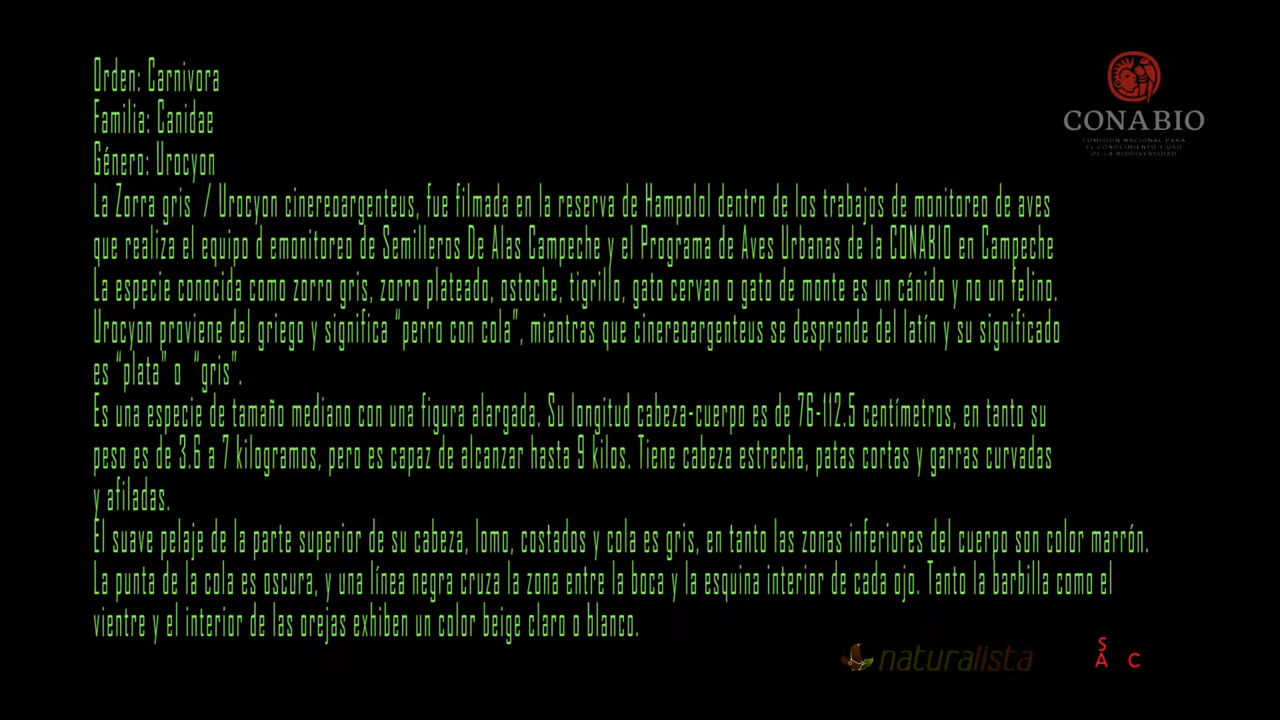 Orden: Carnivora
Familia: Canidae
Género: Urocyon
La Zorra gris / Urocyon cinereoargenteus, fue filmada en la reserva de Hampolol dentro de los trabajos de monitoreo de aves
que realiza el equipo d emonitoreo de Semilleros De Alas Campeche y el Programa de Aves Urbanas de la CONABIO en Campeche
La especie conocida como zorro gris, zorro plateado, ostoche, tigrillo, gato cervan o gato de monte es un cánido y no un felino.
Urocyon proviene del griego y significa “perro con cola”, mientras que cinereoargenteus se desprende del latín y su significado
es “plata” o “gris”.
Es una especie de tamaño mediano con una figura alargada. Su longitud cabeza-cuerpo es de 76-112.5 centímetros, en tanto su
peso es de 3.6 a 7 kilogramos, pero es capaz de alcanzar hasta 9 kilos. Tiene cabeza estrecha, patas cortas y garras curvadas
y afiladas.
El suave pelaje de la parte superior de su cabeza, lomo, costados y cola es gris, en tanto las zonas inferiores del cuerpo son color marrón.
La punta de la cola es oscura, y una línea negra cruza la zona entre la boca y la esquina interior de cada ojo. Tanto la barbilla como el
vientre y el interior de las orejas exhiben un color beige claro o blanco.
CONABIO
COMISIÓN NACIONAL PARA
EL CONOCIMIENTO Y USO
DE LA BIODIVERSIDAD
naturalista
S
A C